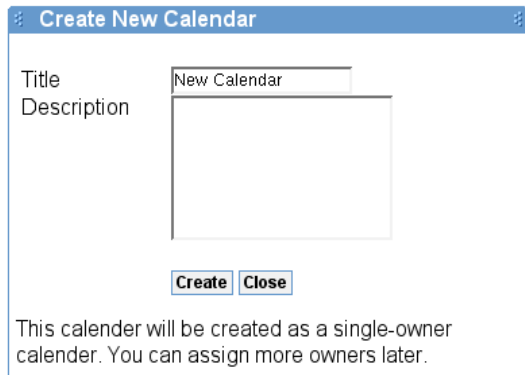 Create New Calendar
Title
New Calendar
Description
Create Close
This calender will be created as a single-owner
calender. You can assign more owners later.